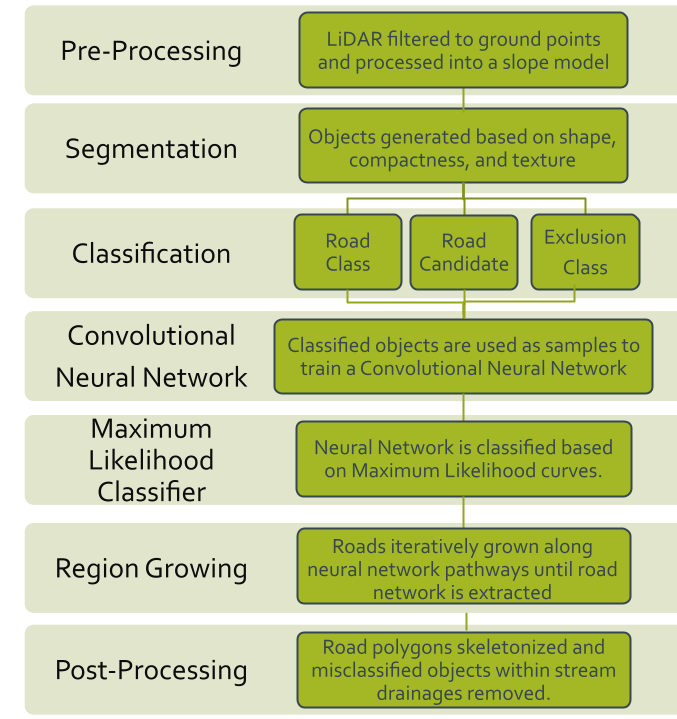 Pre-Processing
LiDAR filtered to ground points
and processed into a slope model
Segmentation
Objects generated based on shape,
compactness, and texture
Classification
Road
Class
Road
Candidate
Exclusion
Class
Convolutional
Neural Network
Classified objects are used as samples to
train a Convolutional Neural Network
Maximum
Likelihood
Classifier
Neural Network is classified based
on Maximum Likelihood curves.
Region Growing
Roads iteratively grown along
neural network pathways until road
network is extracted
Post-Processing
Road polygons skeletonized and
misclassified objects within stream
drainages removed.